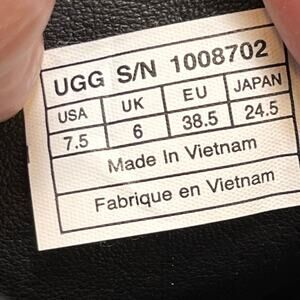 UGG S/N 1008702
USA UK EU JAPAN
7.5 6 38.5 24.5
Made In Vietnam
Fabrique en Vietnam